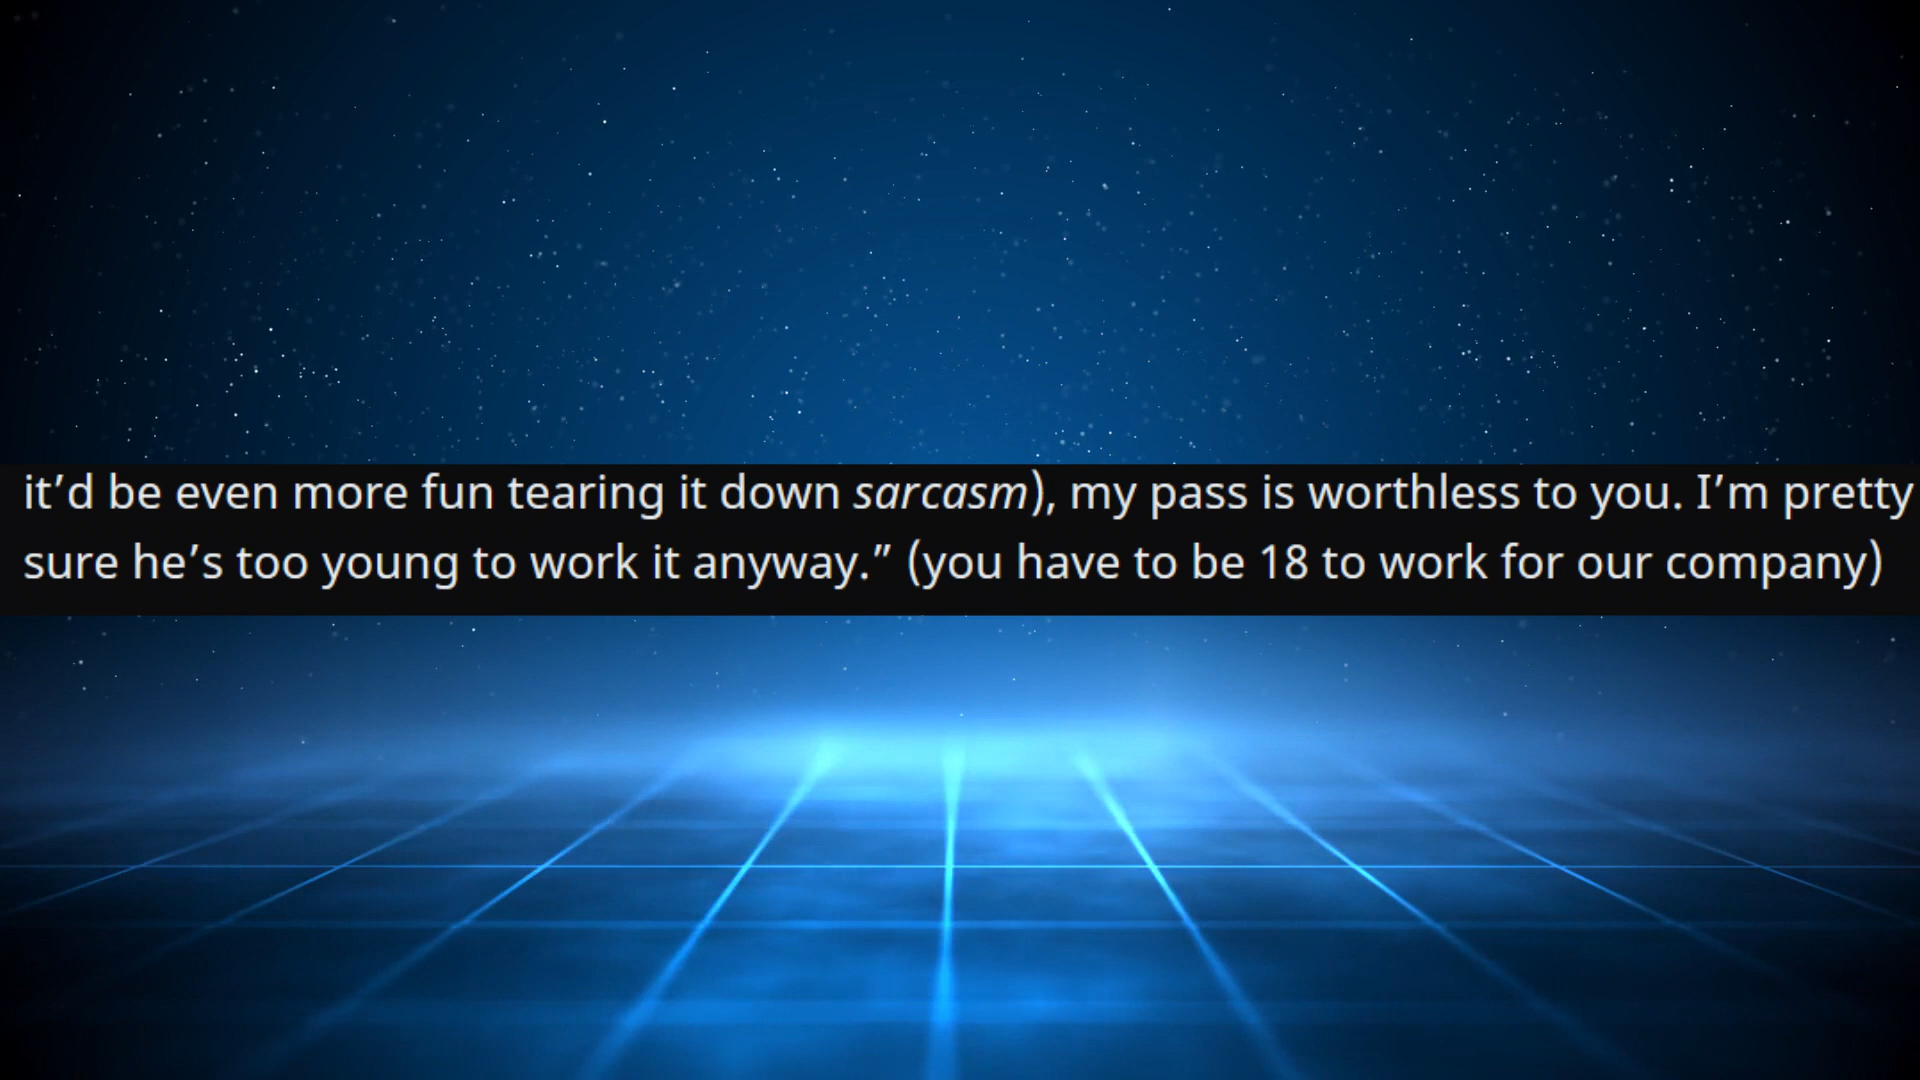 it’d be even more fun tearing it down sarcasm), my pass is worthless to you. I’m pretty
sure he’s too young to work it anyway.” (you have to be 18 to work for our company)